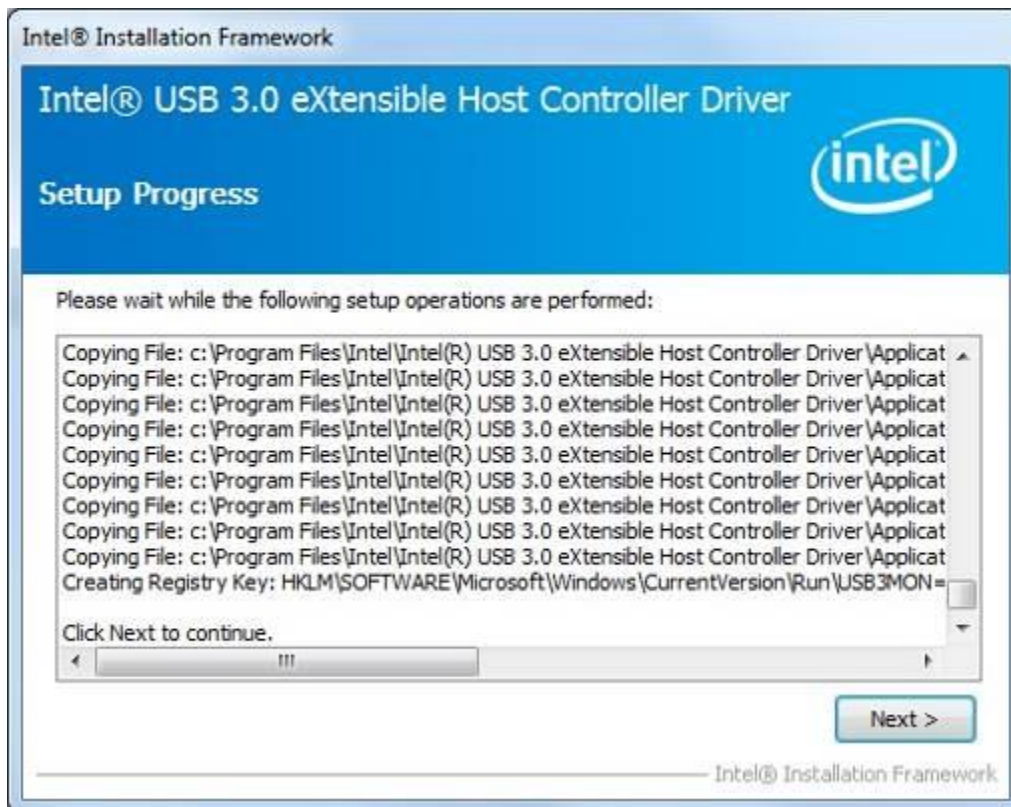 Intel® Installation Framework
Intel® USB 3.0 eXtensible Host Controller Driver
intel
Setup Progress
Please wait while the following setup operations are performed:
Copying File: c:\Program Files\Intel\Intel(R) USB 3.0 eXtensible Host Controller Driver\Applicat
Copying File: c:\Program Files\Intel\Intel(R) USB 3.0 eXtensible Host Controller Driver\Applicat
Copying File: c:\Program Files\Intel\Intel(R) USB 3.0 eXtensible Host Controller Driver\Applicat
Copying File: c:\Program Files\Intel\Intel(R) USB 3.0 eXtensible Host Controller Driver\Applicat
Copying File: c:\Program Files\Intel\Intel(R) USB 3.0 eXtensible Host Controller Driver\Applicat
Copying File: c:\Program Files\Intel\Intel(R) USB 3.0 eXtensible Host Controller Driver\Applicat
Copying File: c:\Program Files\Intel\Intel(R) USB 3.0 eXtensible Host Controller Driver\Applicat
Copying File: c:\Program Files\Intel\Intel(R) USB 3.0 eXtensible Host Controller Driver\Applicat
Copying File: c:\Program Files\Intel\Intel(R) USB 3.0 eXtensible Host Controller Driver\Applicat
Creating Registry Key: HKLM\SOFTWARE\Microsoft\Windows\CurrentVersion\Run\USB3MON=
Click Next to continue.
Next >
Intel® Installation Framework